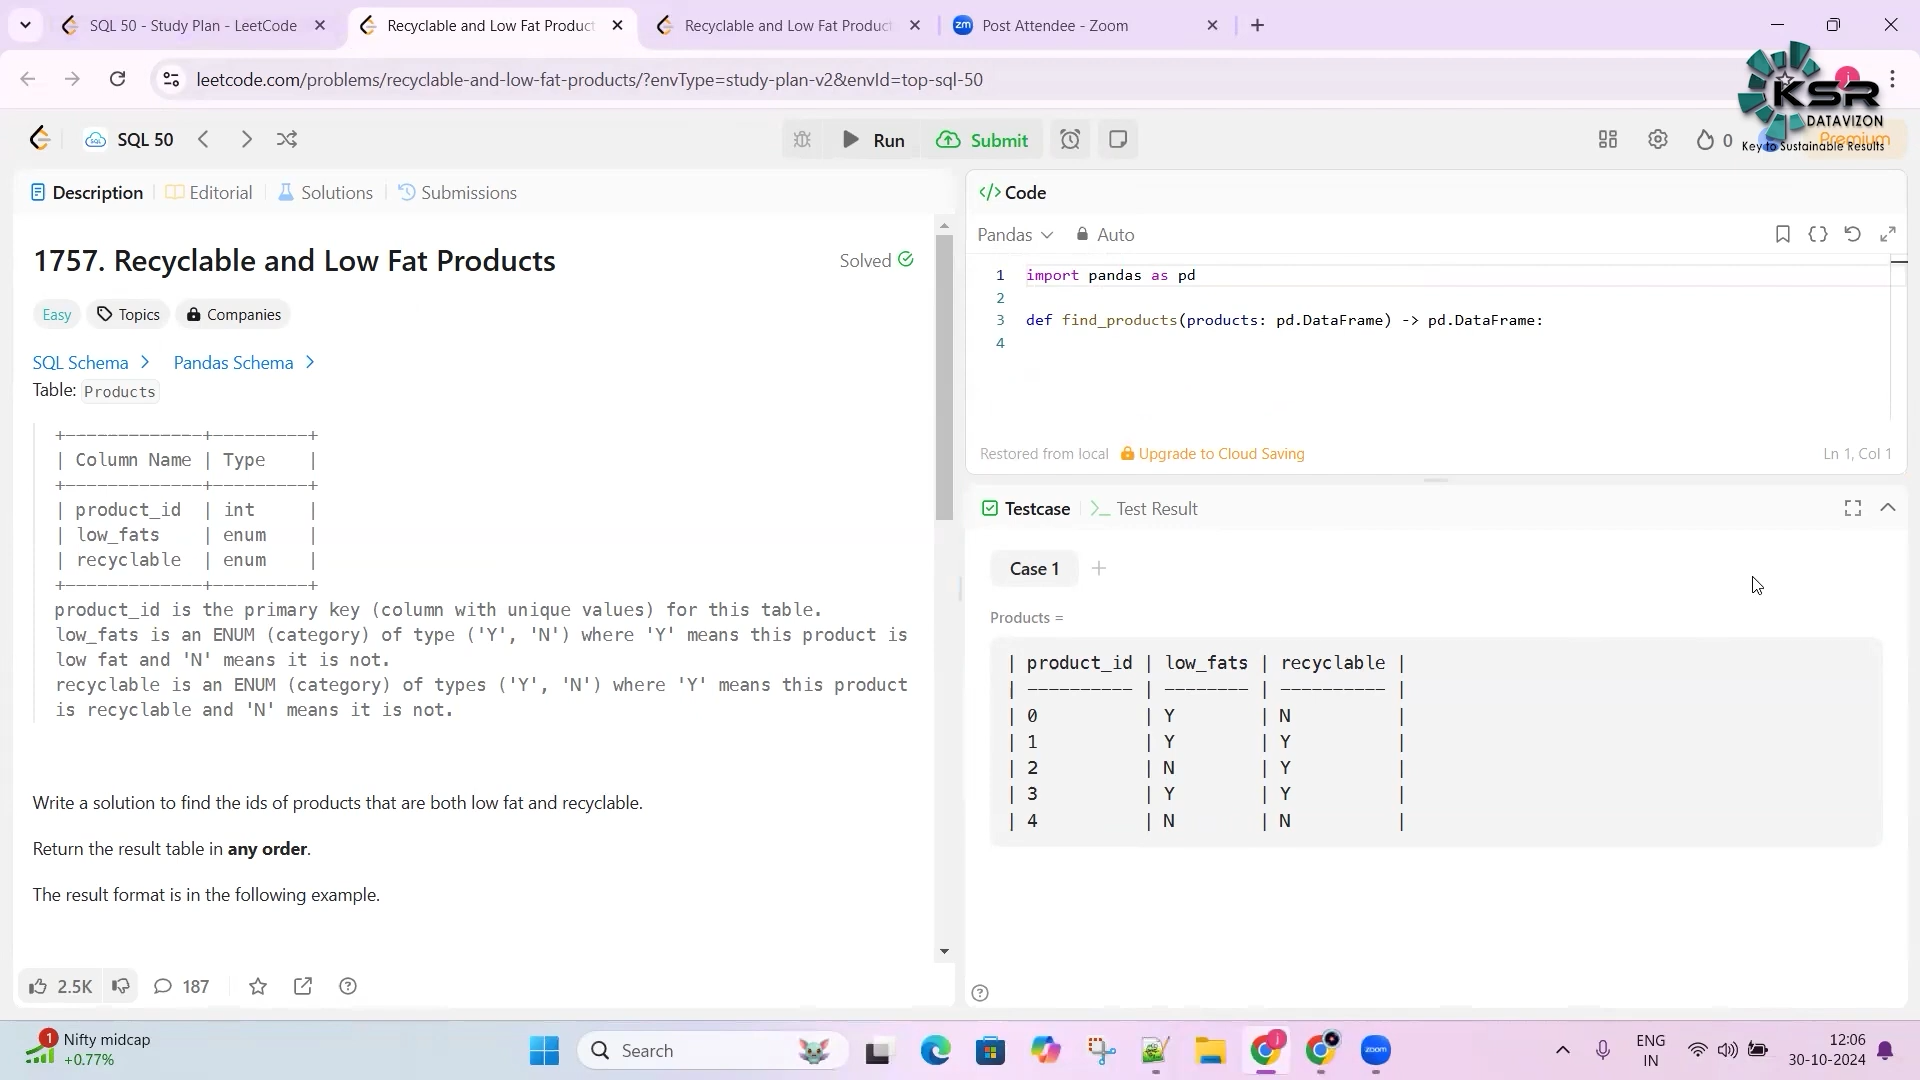 SQL 50 - Study Plan - LeetCode
Recyclable and Low Fat Product
Recyclable and Low Fat Product
zm Post Attendee - Zoom
leetcode.com/problems/recyclable-and-low-fat-products/?envType=study-plan-v2&envId=top-sql-50
KSR
DATAVIZON
Key to Sustainable Results
SQL 50
Run
Submit
0
Premium
Description
Editorial
Solutions
Submissions
</> Code
Pandas
Auto
1757. Recyclable and Low Fat Products
Solved
Easy
Topics
Companies
SQL Schema
Pandas Schema
Table: Products
+-------------+---------+
| Column Name | Type    |
+-------------+---------+
| product_id  | int     |
| low_fats    | enum    |
| recyclable  | enum    |
+-------------+---------+
product_id is the primary key (column with unique values) for this table.
low_fats is an ENUM (category) of type ('Y', 'N') where 'Y' means this product is
low fat and 'N' means it is not.
recyclable is an ENUM (category) of types ('Y', 'N') where 'Y' means this product
is recyclable and 'N' means it is not.
Write a solution to find the ids of products that are both low fat and recyclable.
Return the result table in any order.
The result format is in the following example.
2.5K
187
1 import pandas as pd
2
3 def find_products(products: pd.DataFrame) -> pd.DataFrame:
4
Restored from local
Upgrade to Cloud Saving
Ln 1, Col 1
Testcase
Test Result
Case 1
Products =
| product_id | low_fats | recyclable |
| ---------- | -------- | ---------- |
| 0          | Y        | N          |
| 1          | Y        | Y          |
| 2          | N        | Y          |
| 3          | Y        | Y          |
| 4          | N        | N          |
1
Nifty midcap
+0.77%
Search
zoom
ENG
IN
12:06
30-10-2024